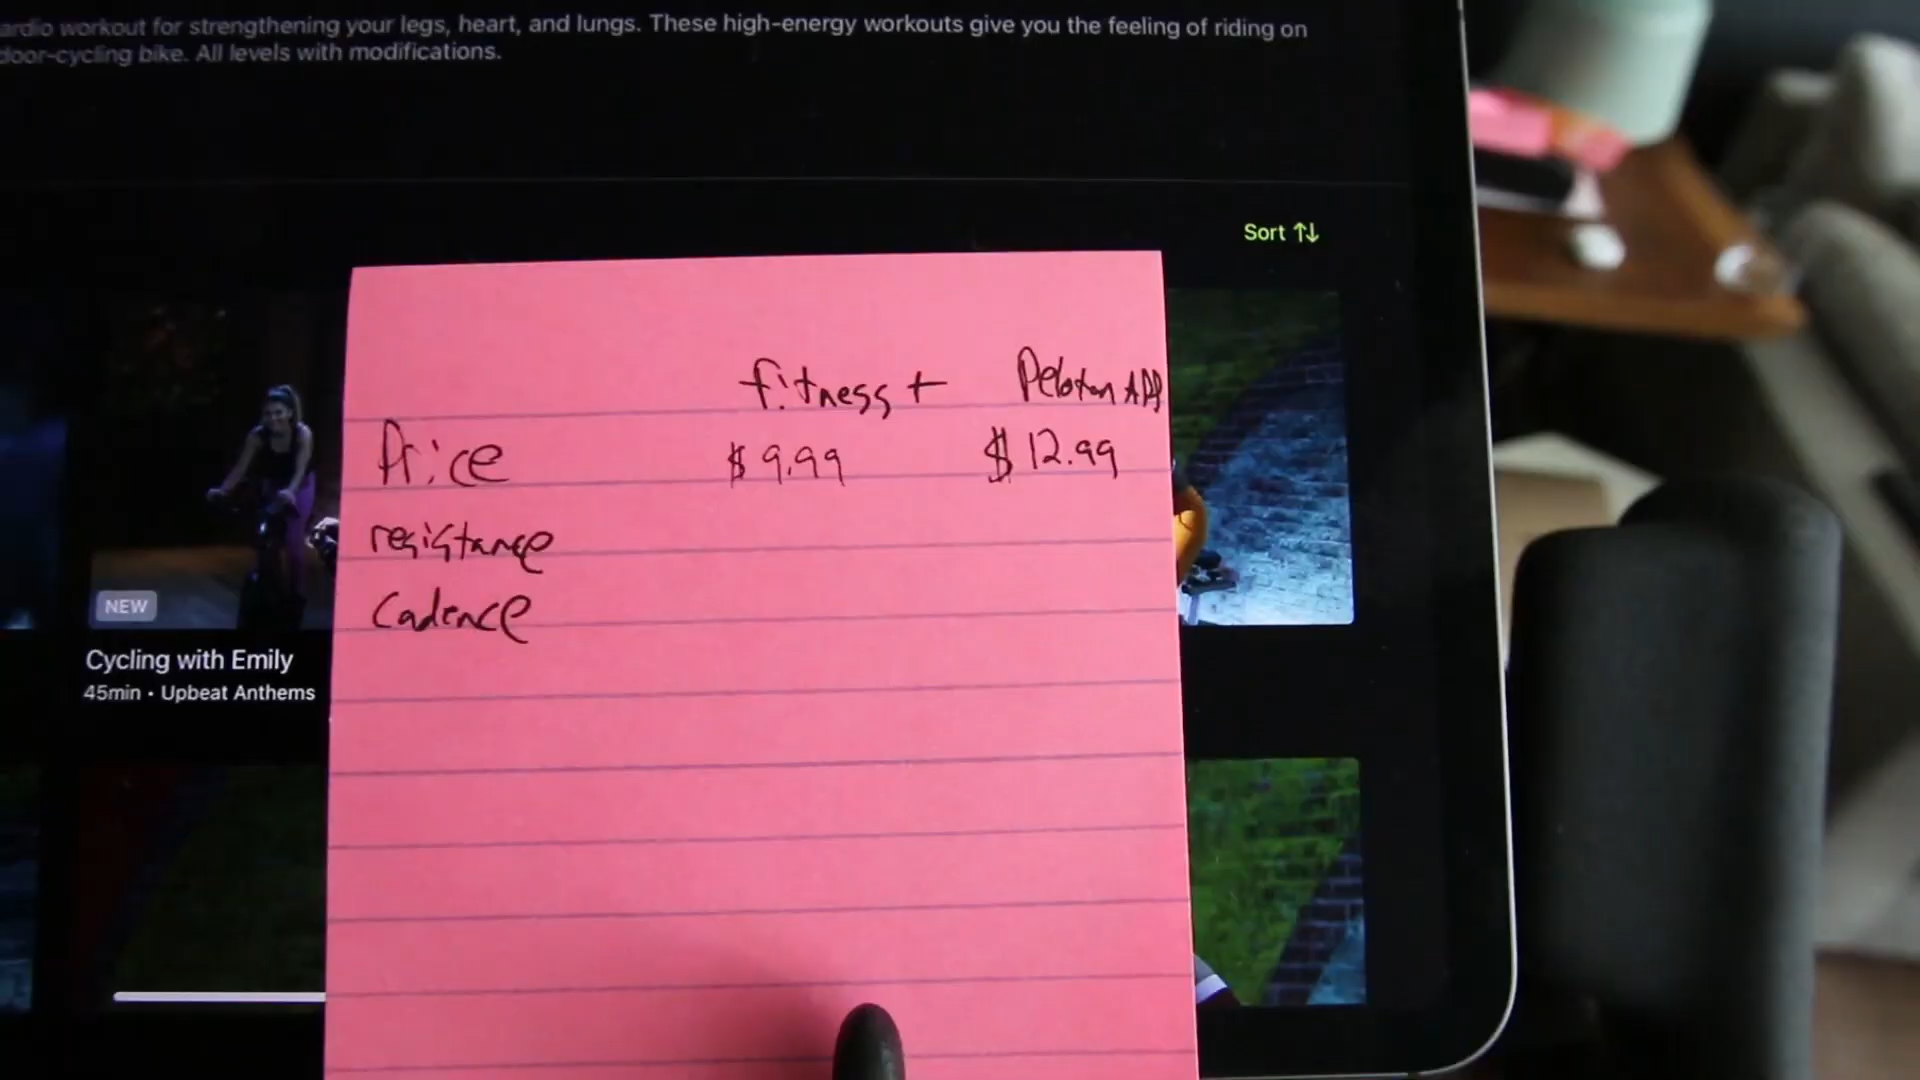 ardio workout for strengthening your legs, heart, and lungs. These high-energy workouts give you the feeling of riding on
door-cycling bike. All levels with modifications.
Sort ↑↓
fitness + Peloton APP
Price $9.99 $12.99
resistance
Cadence
NEW
Cycling with Emily
45min • Upbeat Anthems